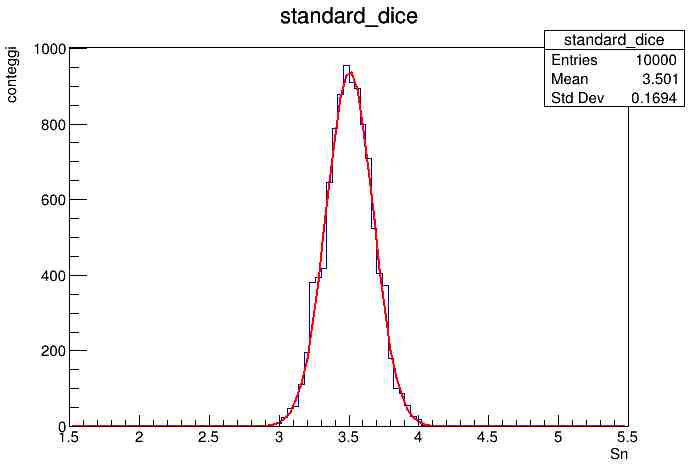 standard_dice
standard_dice
Entries 10000
Mean 3.501
Std Dev 0.1694
conteggi
1000
800
600
400
200
0
1.5 2 2.5 3 3.5 4 4.5 5 5.5
Sn